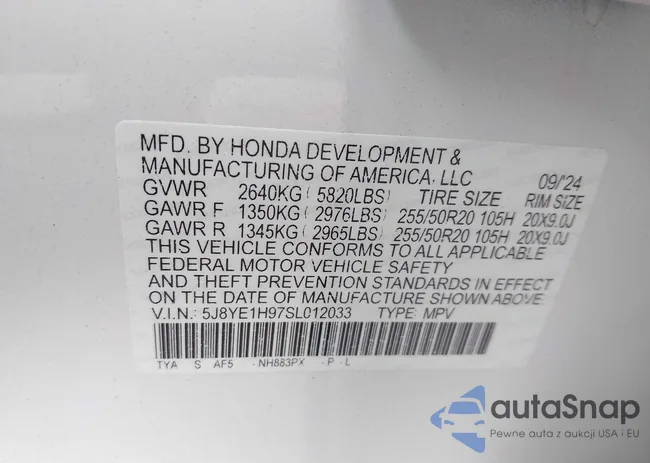 MFD. BY HONDA DEVELOPMENT &
MANUFACTURING OF AMERICA, LLC 09/'24
GVWR 2640KG ( 5820LBS) TIRE SIZE RIM SIZE
GAWR F 1350KG ( 2976LBS) 255/50R20 105H 20X9.0J
GAWR R 1345KG ( 2965LBS) 255/50R20 105H 20X9.0J
THIS VEHICLE CONFORMS TO ALL APPLICABLE
FEDERAL MOTOR VEHICLE SAFETY
AND THEFT PREVENTION STANDARDS IN EFFECT
ON THE DATE OF MANUFACTURE SHOWN ABOVE.
V.I.N.: 5J8YE1H97SL012033 TYPE: MPV
TYA S AF5 - NH883PX - P - L
autoSnap
Pewne auta z aukcji USA i EU